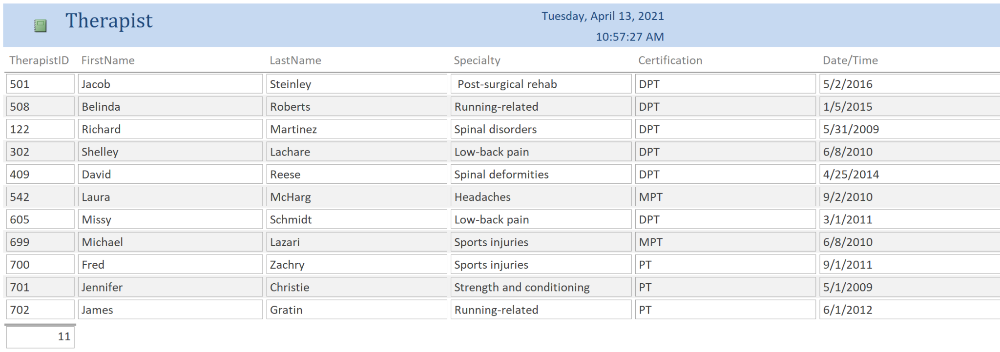 Therapist
Tuesday, April 13, 2021
10:57:27 AM
TherapistID FirstName LastName Specialty Certification Date/Time
501 Jacob Steinley Post-surgical rehab DPT 5/2/2016
508 Belinda Roberts Running-related DPT 1/5/2015
122 Richard Martinez Spinal disorders DPT 5/31/2009
302 Shelley Lachare Low-back pain DPT 6/8/2010
409 David Reese Spinal deformities DPT 4/25/2014
542 Laura McHarg Headaches MPT 9/2/2010
605 Missy Schmidt Low-back pain DPT 3/1/2011
699 Michael Lazari Sports injuries MPT 6/8/2010
700 Fred Zachry Sports injuries PT 9/1/2011
701 Jennifer Christie Strength and conditioning PT 5/1/2009
702 James Gratin Running-related PT 6/1/2012
11